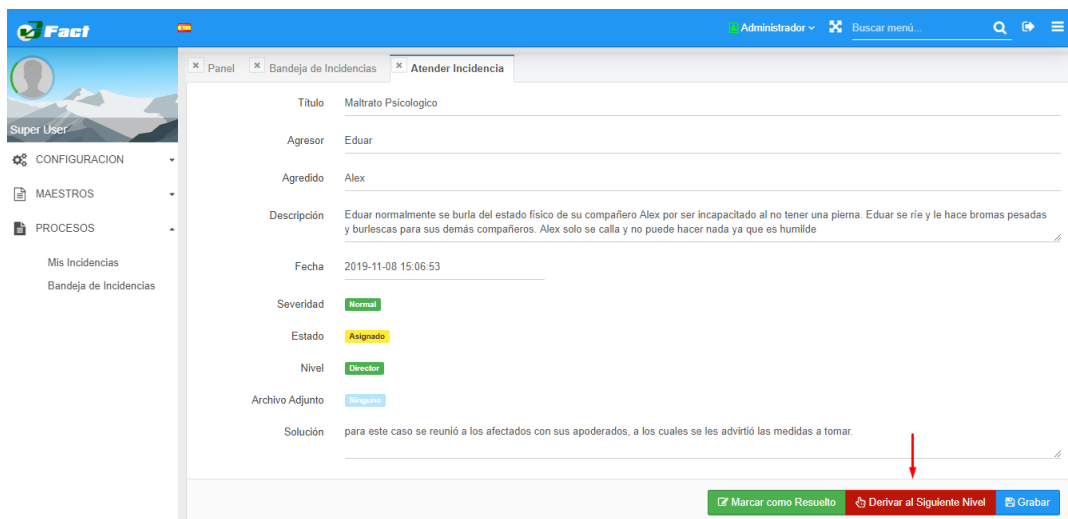 Fact
Administrador
Buscar menú...
Super User
CONFIGURACION
MAESTROS
PROCESOS
Mis Incidencias
Bandeja de Incidencias
× Panel × Bandeja de Incidencias × Atender Incidencia
Título Maltrato Psicologico
Agresor Eduar
Agredido Alex
Descripción Eduar normalmente se burla del estado físico de su compañero Alex por ser incapacitado al no tener una pierna. Eduar se ríe y le hace bromas pesadas
y burlescas para sus demás compañeros. Alex solo se calla y no puede hacer nada ya que es humilde
Fecha 2019-11-08 15:06:53
Severidad Normal
Estado Asignado
Nivel Director
Archivo Adjunto Ninguno
Solución para este caso se reunió a los afectados con sus apoderados, a los cuales se les advirtió las medidas a tomar.
Marcar como Resuelto Derivar al Siguiente Nivel Grabar